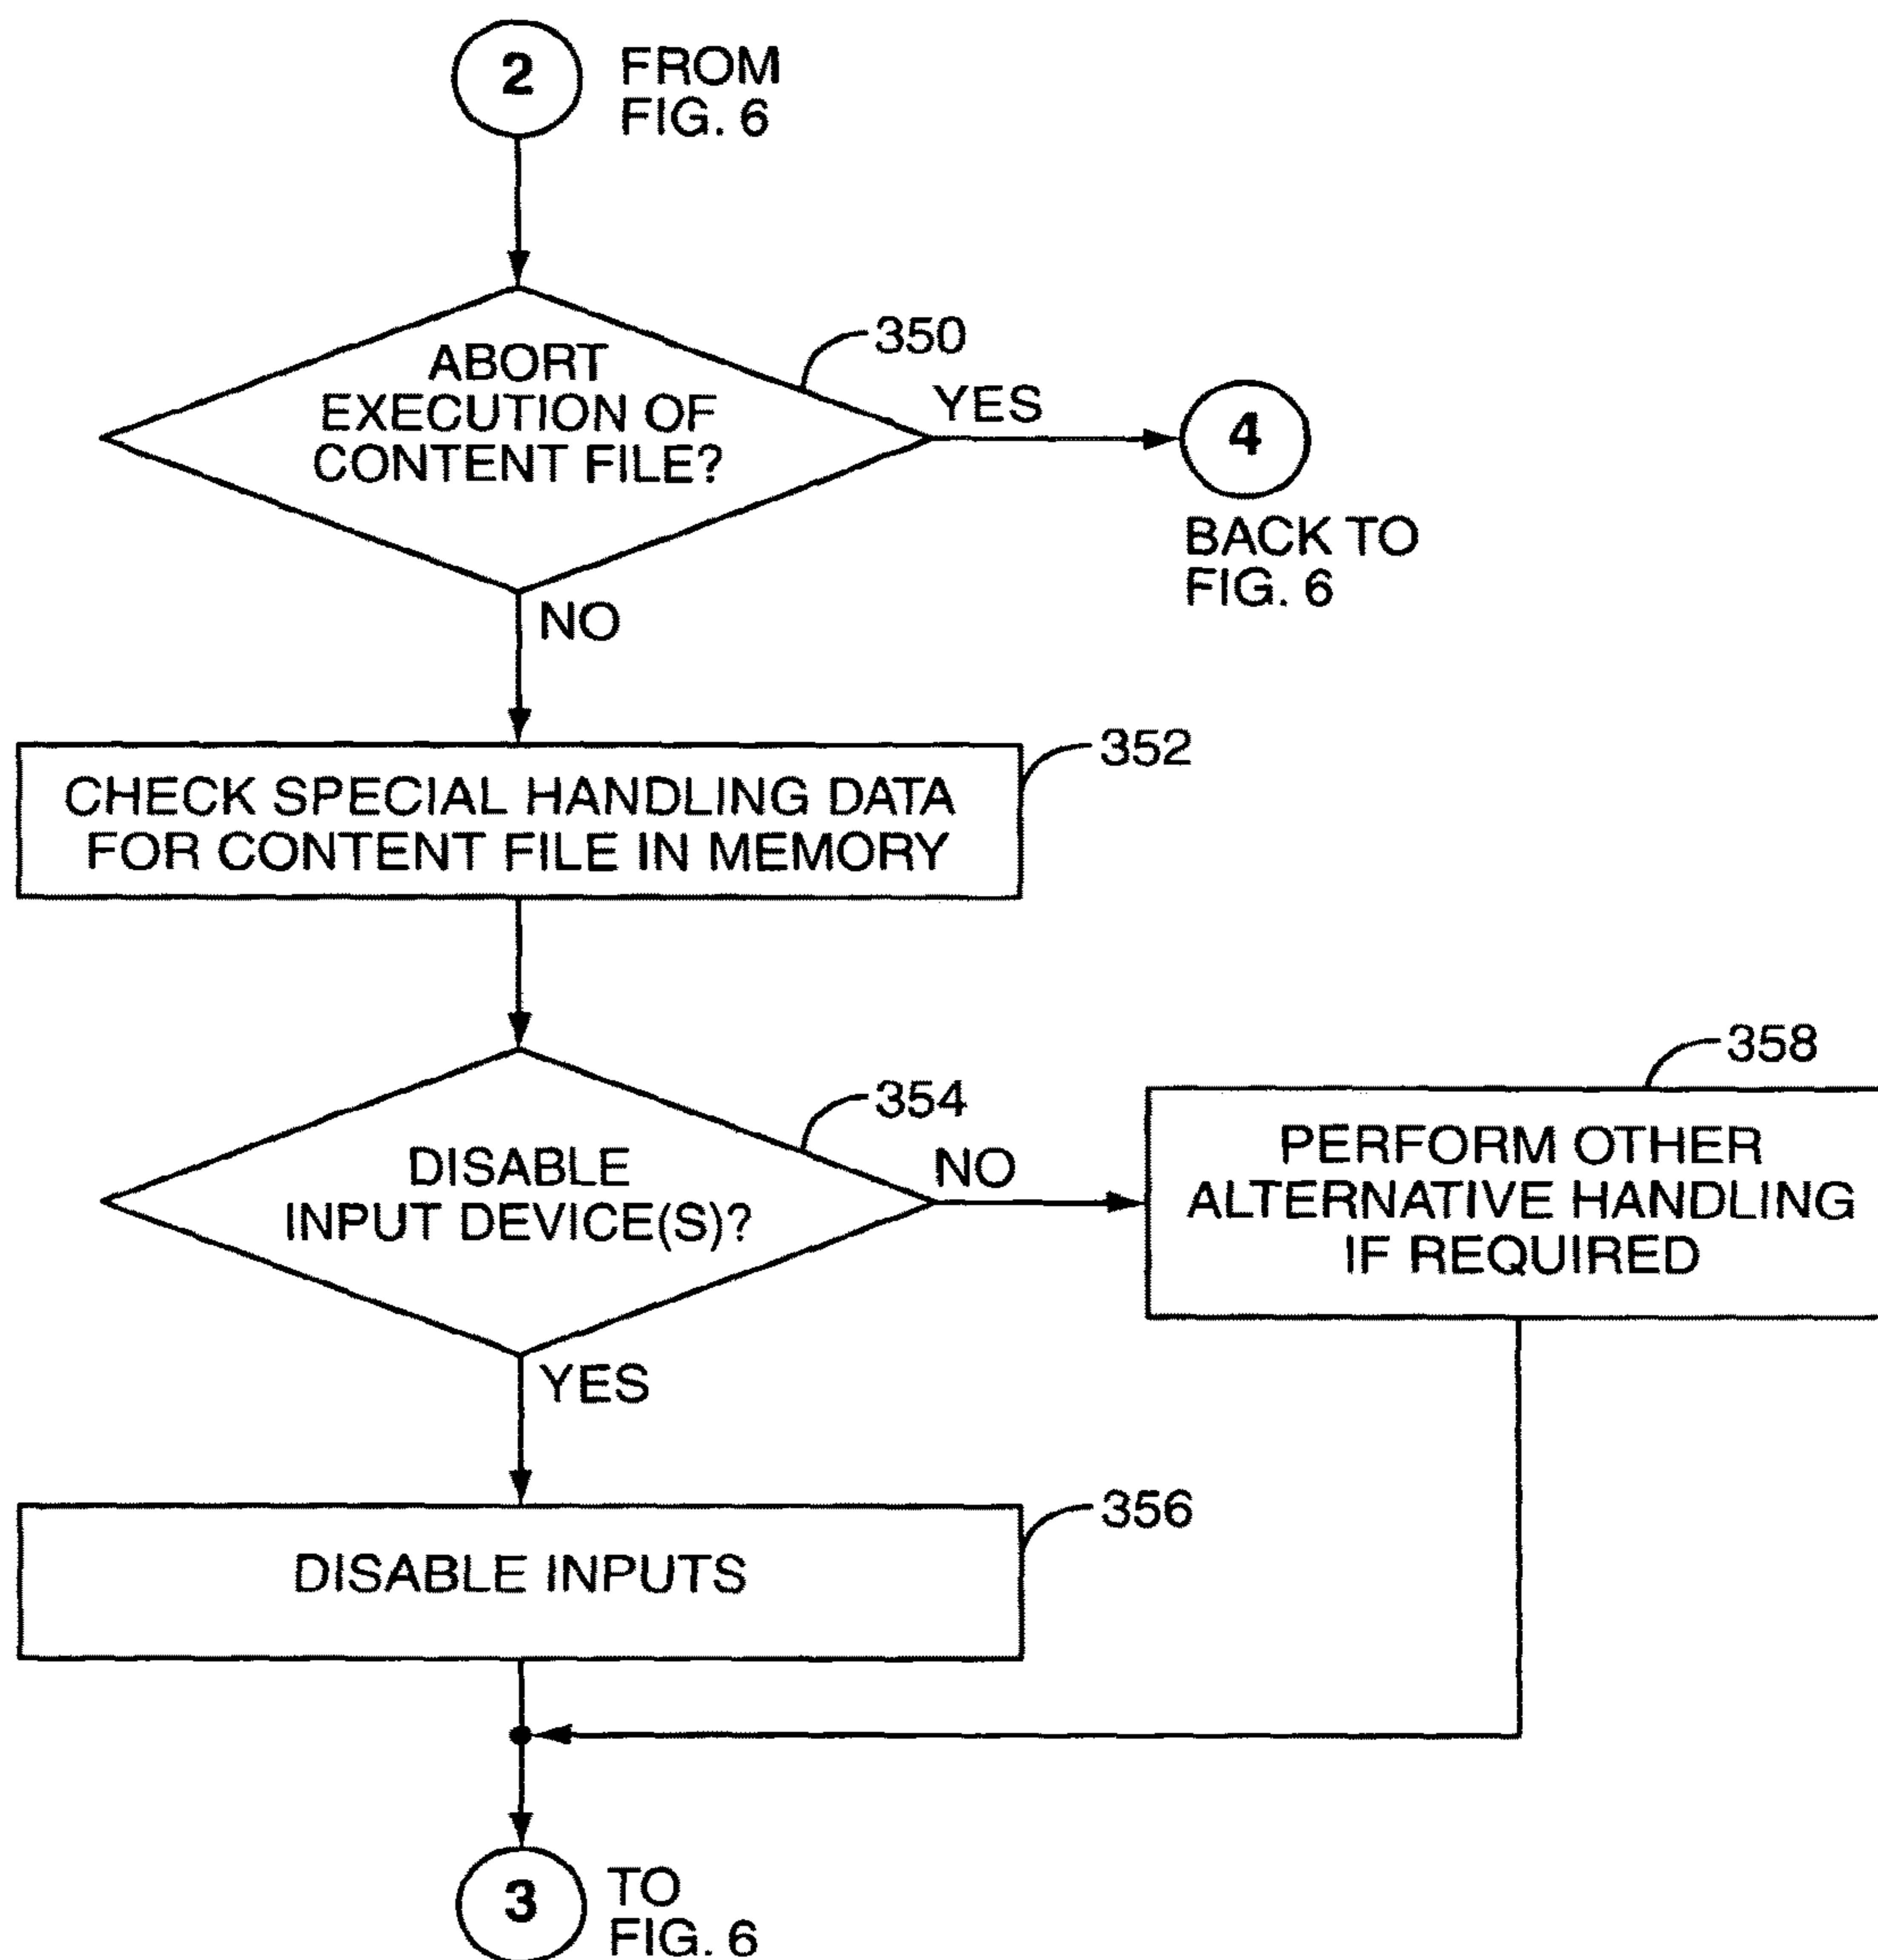 2
FROM
FIG. 6
350
ABORT
EXECUTION OF
CONTENT FILE?
YES
4
BACK TO
FIG. 6
NO
352
CHECK SPECIAL HANDLING DATA
FOR CONTENT FILE IN MEMORY
354
DISABLE
INPUT DEVICE(S)?
NO
358
PERFORM OTHER
ALTERNATIVE HANDLING
IF REQUIRED
YES
356
DISABLE INPUTS
3
TO
FIG. 6